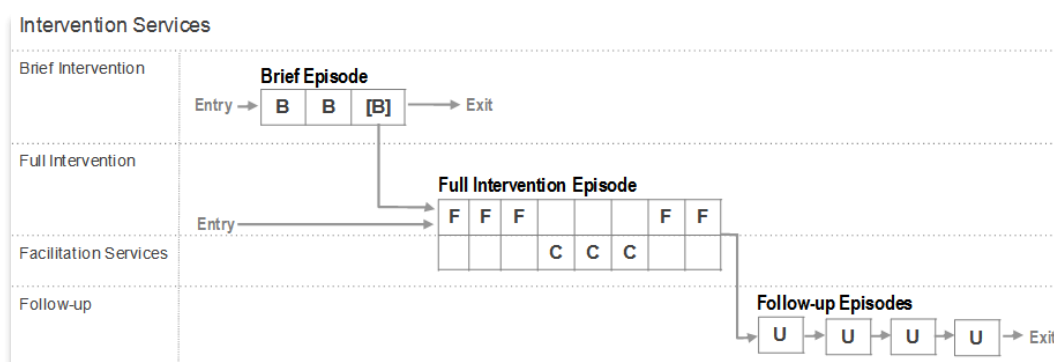 Intervention Services
Brief Intervention
Brief Episode
Entry B B [B] Exit
Full Intervention
Full Intervention Episode
F F F F F
Entry
Facilitation Services
C C C
Follow-up
Follow-up Episodes
U U U U Exit